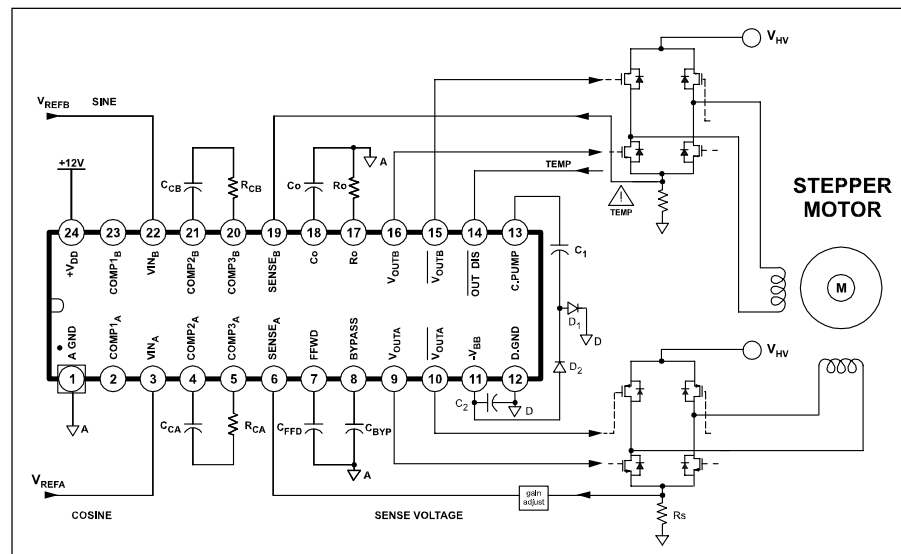 V_HV
V_REFB SINE
+12V
C_CB R_CB Co Ro A
TEMP
TEMP
STEPPER
MOTOR
24 23 22 21 20 19 18 17 16 15 14 13
+V_DD COMP1_B VIN_B COMP2_B COMP3_B SENSE_B Co Ro V_OUTB V_OUTB OUT DIS C.PUMP
C_1
M
D_1
D
A GND COMP1_A VIN_A COMP2_A COMP3_A SENSE_A FFWD BYPASS V_OUTA V_OUTA -V_BB D.GND
1 2 3 4 5 6 7 8 9 10 11 12
D_2
V_HV
C_2 D
A C_CA R_CA C_FFD C_BYP A
V_REFA
COSINE SENSE VOLTAGE
gain
adjust
Rs